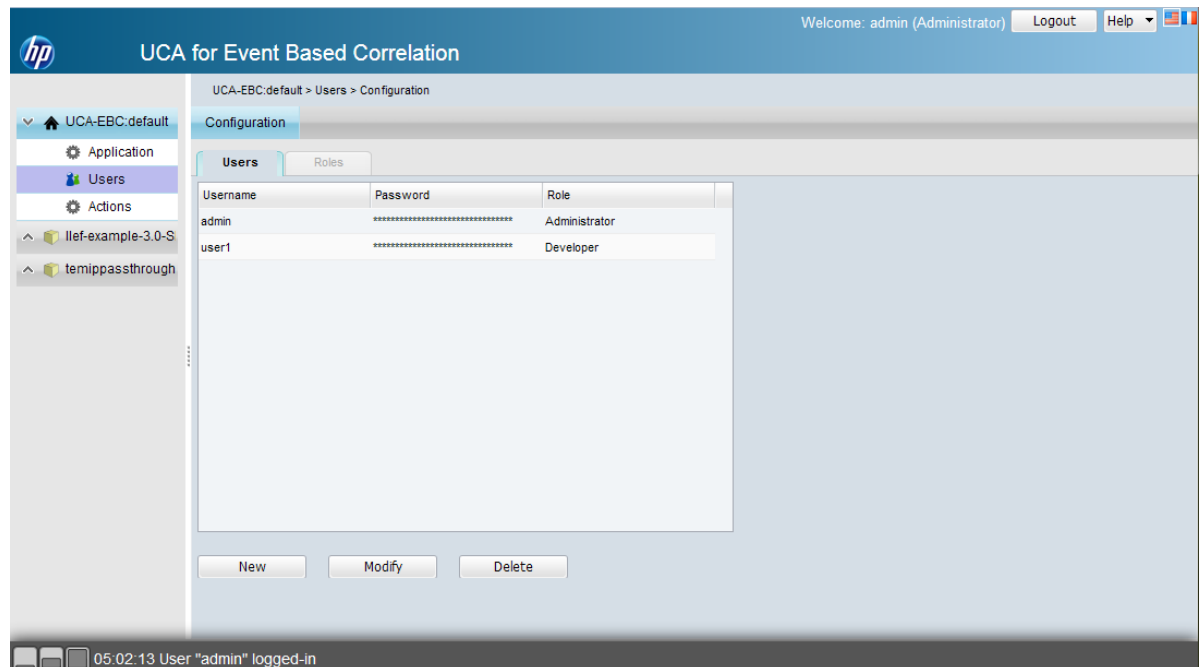 Welcome: admin (Administrator) Logout Help
hp UCA for Event Based Correlation
UCA-EBC:default > Users > Configuration
UCA-EBC:default
Configuration
Application
Users
Actions
llef-example-3.0-S
temippassthrough
Users Roles
Username Password Role
admin ******************************** Administrator
user1 ******************************** Developer
New Modify Delete
05:02:13 User "admin" logged-in